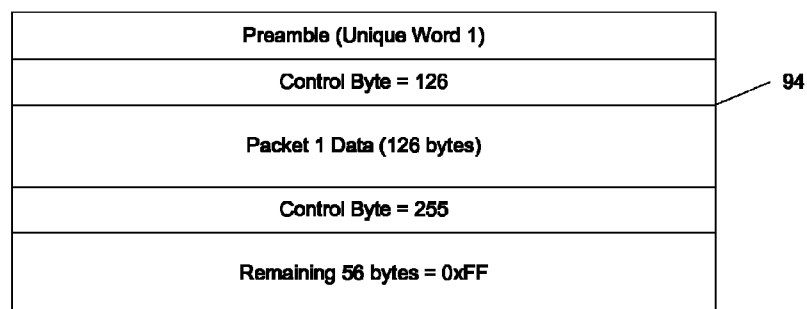 Preamble (Unique Word 1)
Control Byte = 126
94
Packet 1 Data (126 bytes)
Control Byte = 255
Remaining 56 bytes = 0xFF